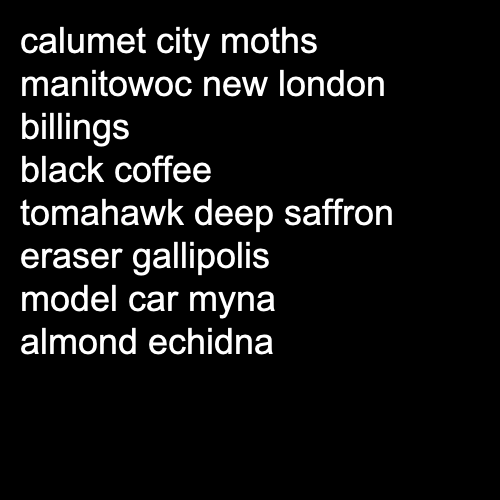 calumet city moths
manitowoc new london
billings
black coffee
tomahawk deep saffron
eraser gallipolis
model car myna
almond echidna